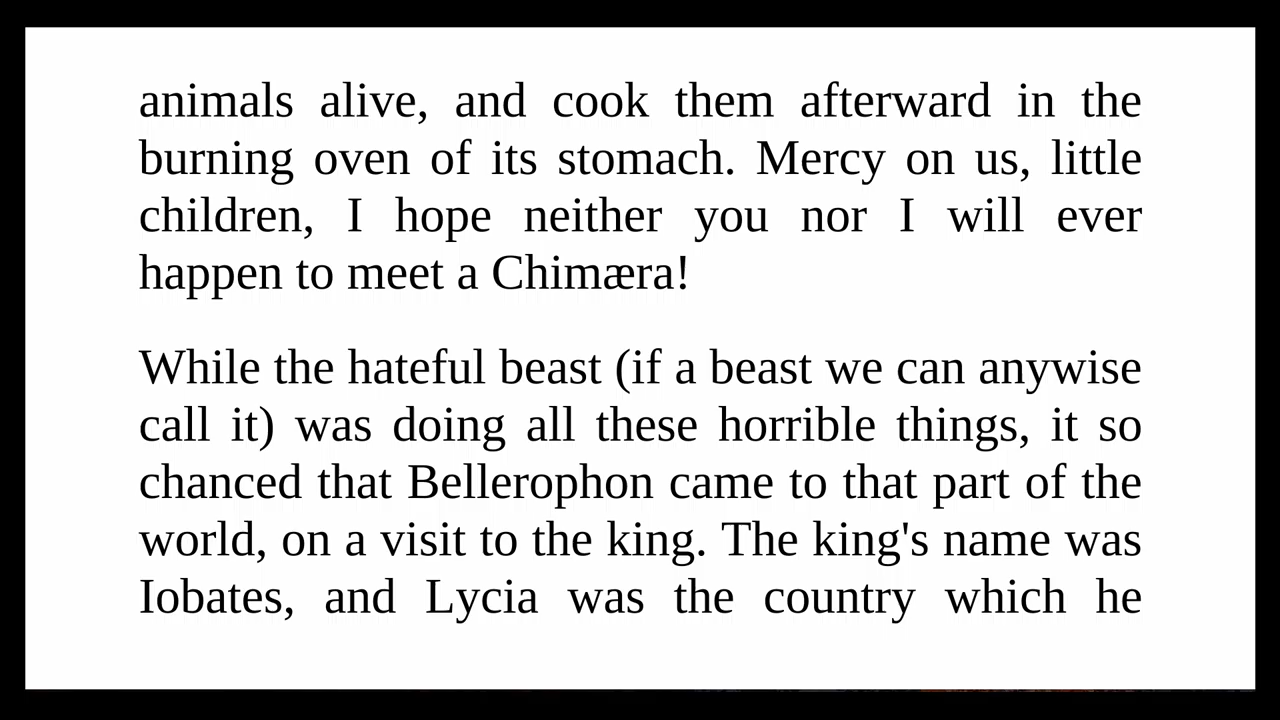 animals alive, and cook them afterward in the
burning oven of its stomach. Mercy on us, little
children, I hope neither you nor I will ever
happen to meet a Chimæra!
While the hateful beast (if a beast we can anywise
call it) was doing all these horrible things, it so
chanced that Bellerophon came to that part of the
world, on a visit to the king. The king's name was
Iobates, and Lycia was the country which he